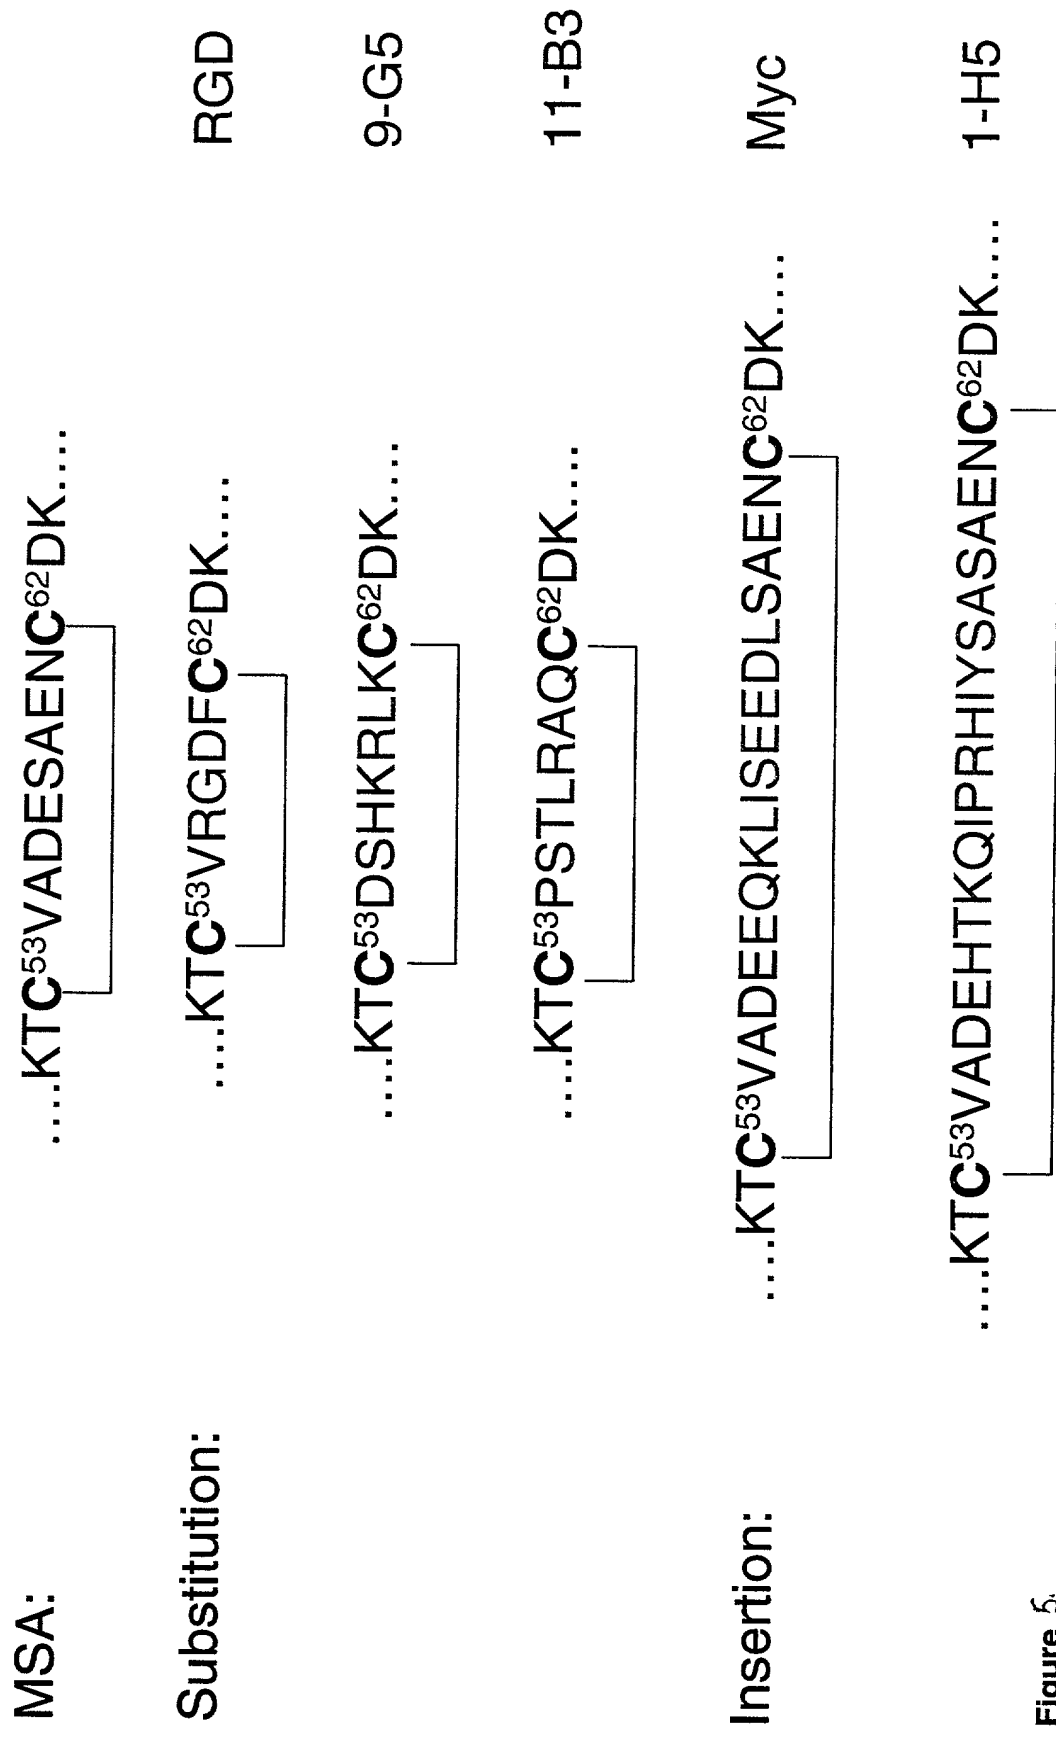 MSA: ....KTC⁵³VADESAENC⁶²DK....
Substitution: ....KTC⁵³VRGDFC⁶²DK.... RGD
....KTC⁵³DSHKRLKC⁶²DK.... 9-G5
....KTC⁵³PSTLRAQC⁶²DK.... 11-B3
Insertion: ....KTC⁵³VADEEQKLISEEDLSAENC⁶²DK.... Myc
....KTC⁵³VADEHTKQIPRHIYSASAENC⁶²DK.... 1-H5
Figure 5.